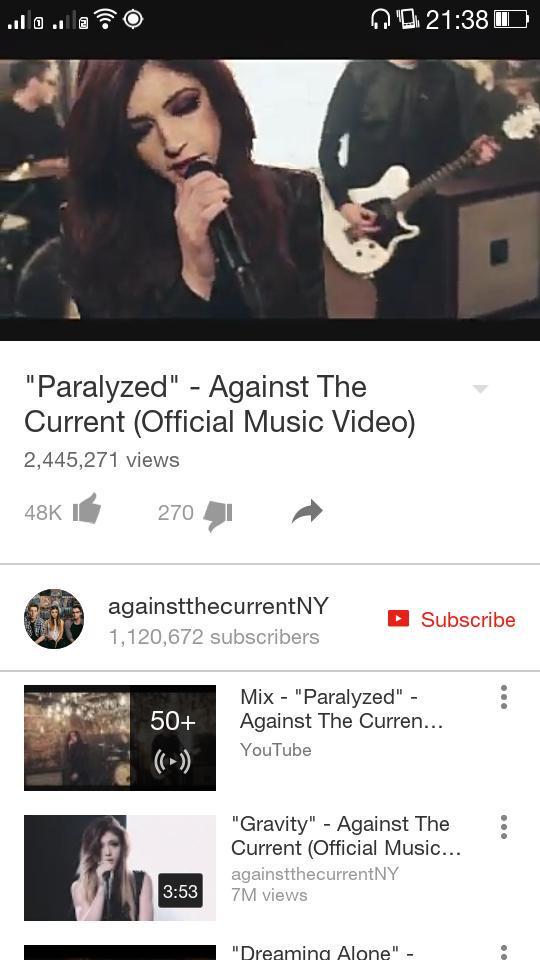 1 2 21:38
"Paralyzed" - Against The
Current (Official Music Video)
2,445,271 views
48K 270
againstthecurrentNY
Subscribe
1,120,672 subscribers
50+
Mix - "Paralyzed" -
Against The Curren...
YouTube
"Gravity" - Against The
Current (Official Music...
againstthecurrentNY
7M views
3:53
"Dreaming Alone" -